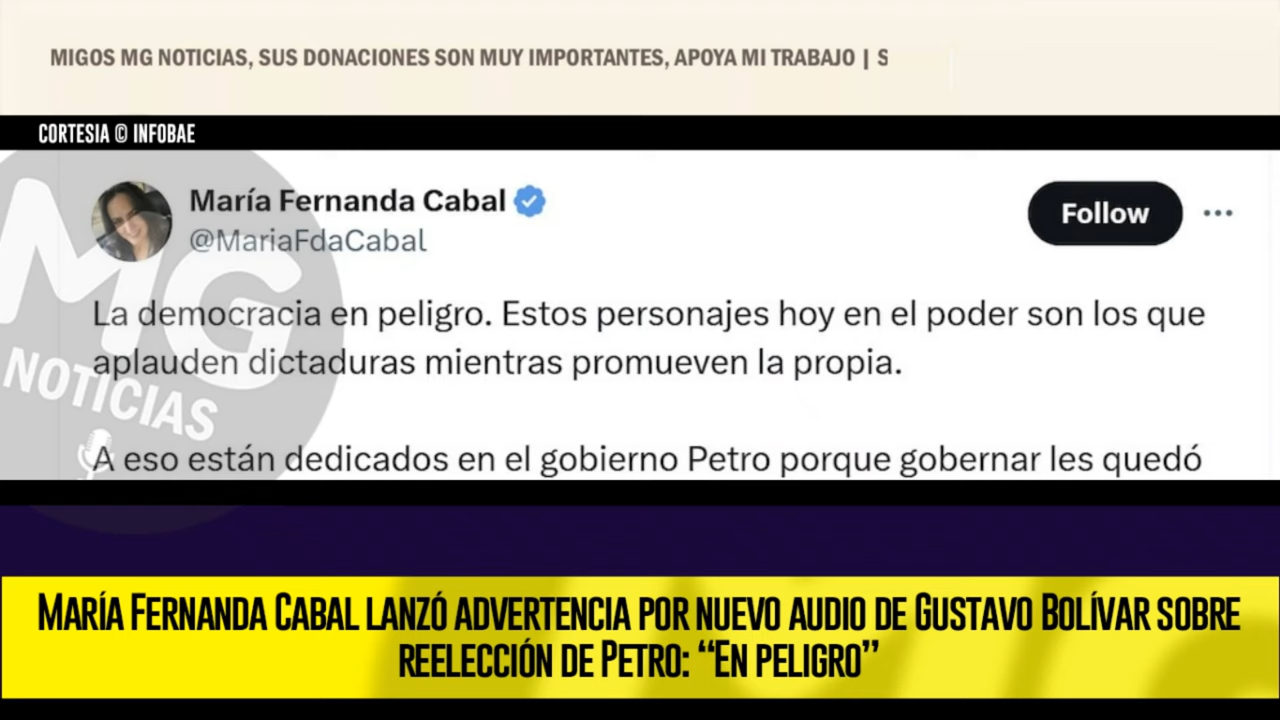 MIGOS MG NOTICIAS, SUS DONACIONES SON MUY IMPORTANTES, APOYA MI TRABAJO | S
CORTESIA © INFOBAE
María Fernanda Cabal
Follow
@MariaFdaCabal
La democracia en peligro. Estos personajes hoy en el poder son los que
aplauden dictaduras mientras promueven la propia.
A eso están dedicados en el gobierno Petro porque gobernar les quedó
MG
NOTICIAS
MARÍA FERNANDA CABAL LANZÓ ADVERTENCIA POR NUEVO AUDIO DE GUSTAVO BOLÍVAR SOBRE
REELECCIÓN DE PETRO: “EN PELIGRO”